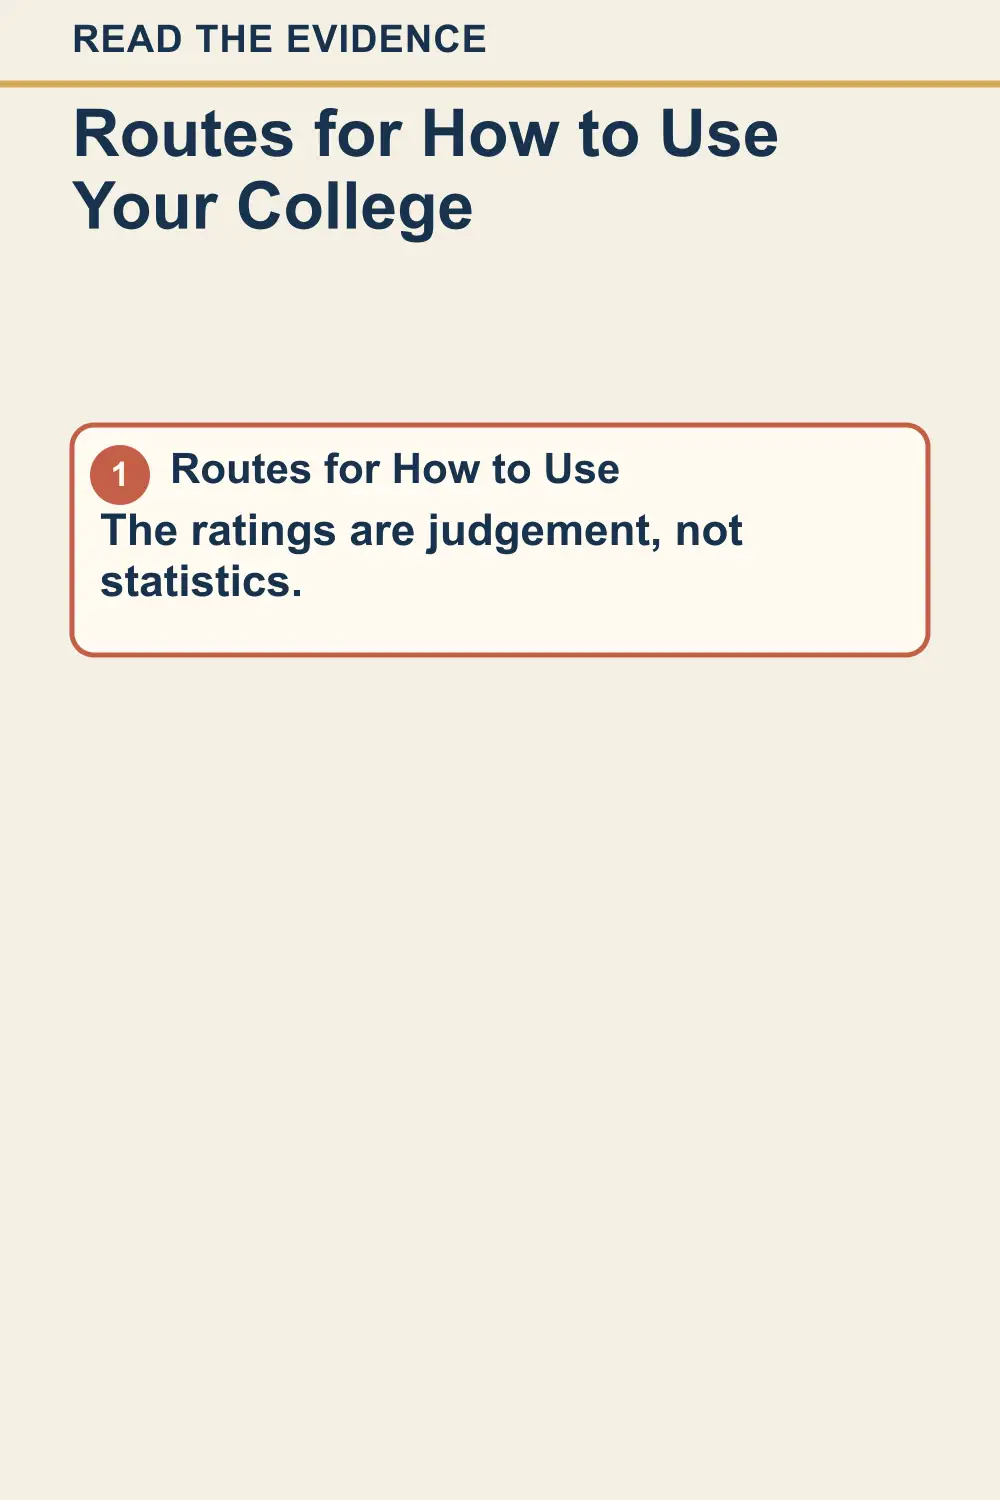 READ THE EVIDENCE
Routes for How to Use
Your College
1 Routes for How to Use
The ratings are judgement, not
statistics.